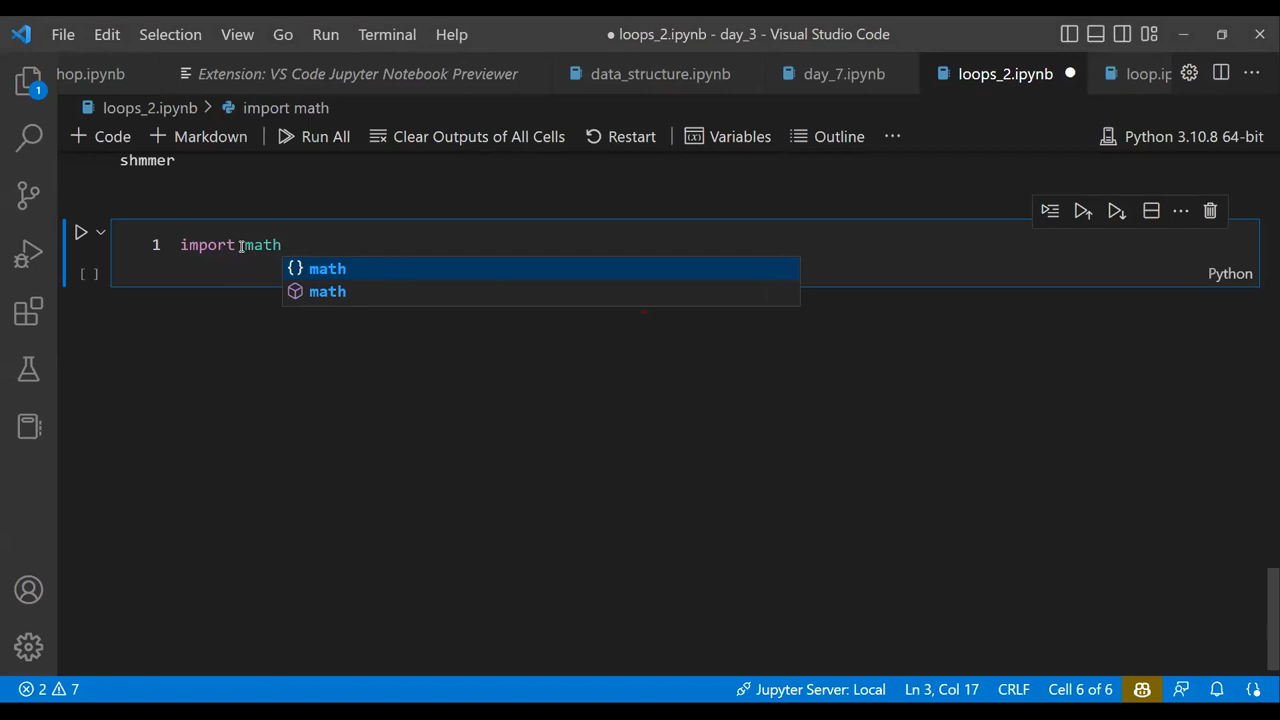 File Edit Selection View Go Run Terminal Help ● loops_2.ipynb - day_3 - Visual Studio Code
hop.ipynb Extension: VS Code Jupyter Notebook Previewer data_structure.ipynb day_7.ipynb loops_2.ipynb loop.ip
loops_2.ipynb > import math
+ Code + Markdown Run All Clear Outputs of All Cells Restart Variables Outline ... Python 3.10.8 64-bit
shmmer
1 import math
[ ]
{} math
math
Python
1
2 7 Jupyter Server: Local Ln 3, Col 17 CRLF Cell 6 of 6